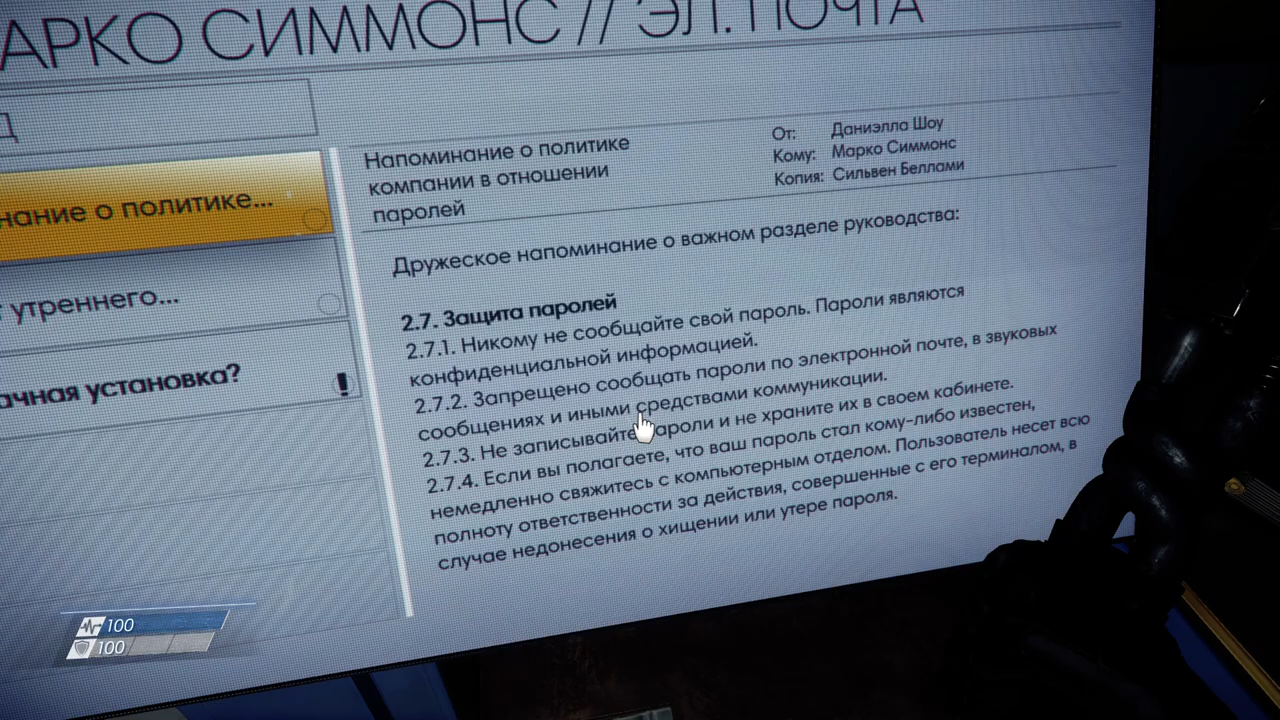 АРКО СИММОНС // ЭЛ. ПОЧТА
Д
нание о политике...
утреннего...
ачная установка?
Напоминание о политике
компании в отношении
паролей
От: Даниэлла Шоу
Кому: Марко Симмонс
Копия: Сильвен Беллами
Дружеское напоминание о важном разделе руководства:
2.7. Защита паролей
2.7.1. Никому не сообщайте свой пароль. Пароли являются
конфиденциальной информацией.
2.7.2. Запрещено сообщать пароли по электронной почте, в звуковых
сообщениях и иными средствами коммуникации.
2.7.3. Не записывайте пароли и не храните их в своем кабинете.
2.7.4. Если вы полагаете, что ваш пароль стал кому-либо известен,
немедленно свяжитесь с компьютерным отделом. Пользователь несет всю
полноту ответственности за действия, совершенные с его терминалом, в
случае недонесения о хищении или утере пароля.
100
100